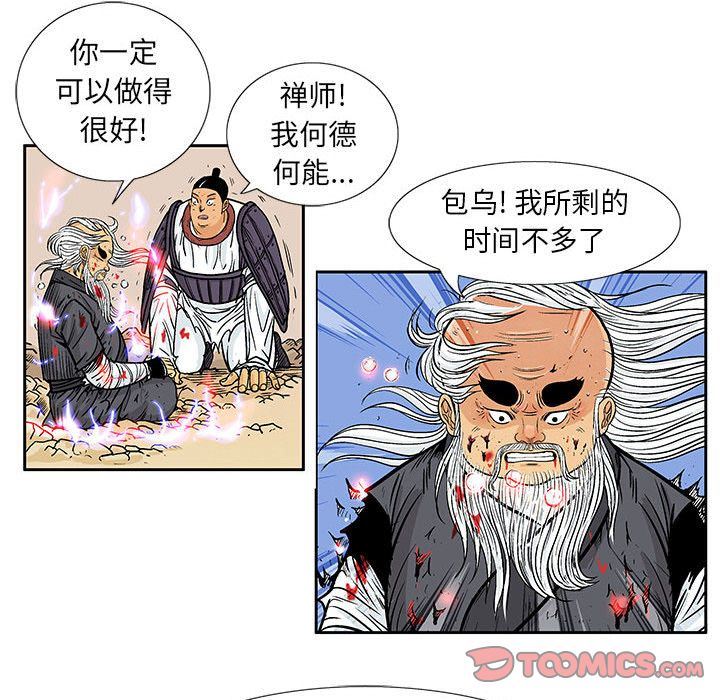 你一定
可以做得
很好!
禅师!
我何德
何能...
包乌! 我所剩的
时间不多了
TOOMICS.COM